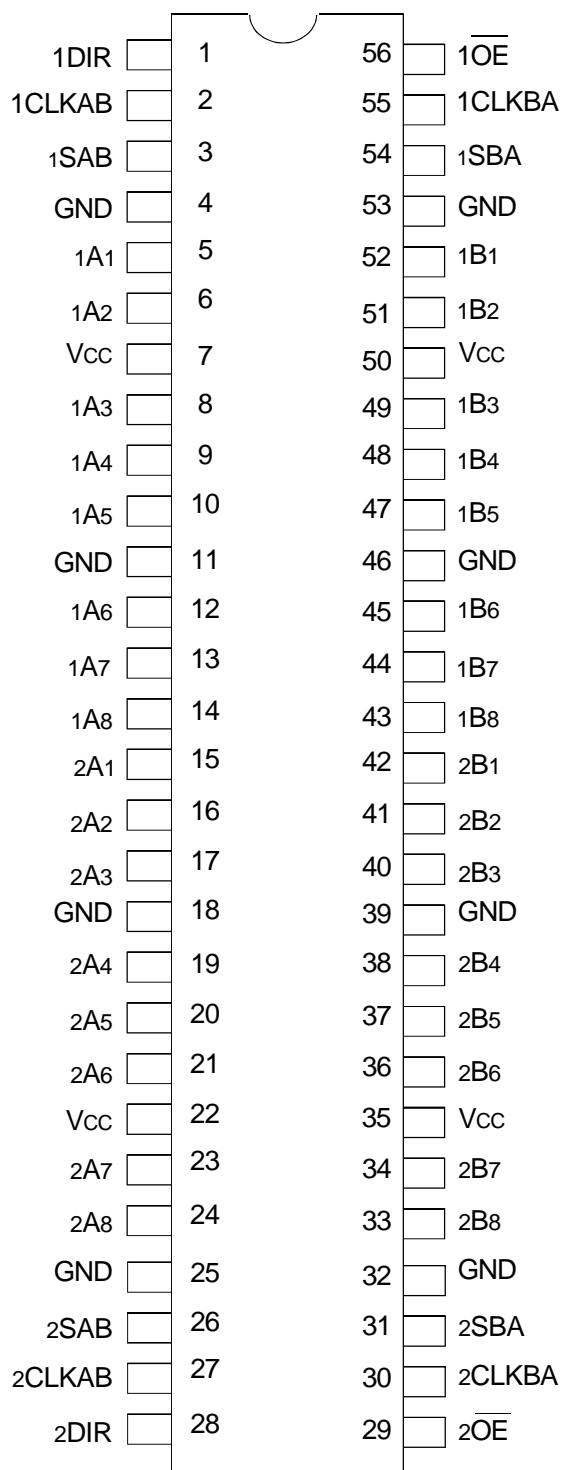 1DIR 1 56 1O̅E̅
1CLKAB 2 55 1CLKBA
1SAB 3 54 1SBA
GND 4 53 GND
1A1 5 52 1B1
1A2 6 51 1B2
VCC 7 50 VCC
1A3 8 49 1B3
1A4 9 48 1B4
1A5 10 47 1B5
GND 11 46 GND
1A6 12 45 1B6
1A7 13 44 1B7
1A8 14 43 1B8
2A1 15 42 2B1
2A2 16 41 2B2
2A3 17 40 2B3
GND 18 39 GND
2A4 19 38 2B4
2A5 20 37 2B5
2A6 21 36 2B6
VCC 22 35 VCC
2A7 23 34 2B7
2A8 24 33 2B8
GND 25 32 GND
2SAB 26 31 2SBA
2CLKAB 27 30 2CLKBA
2DIR 28 29 2O̅E̅